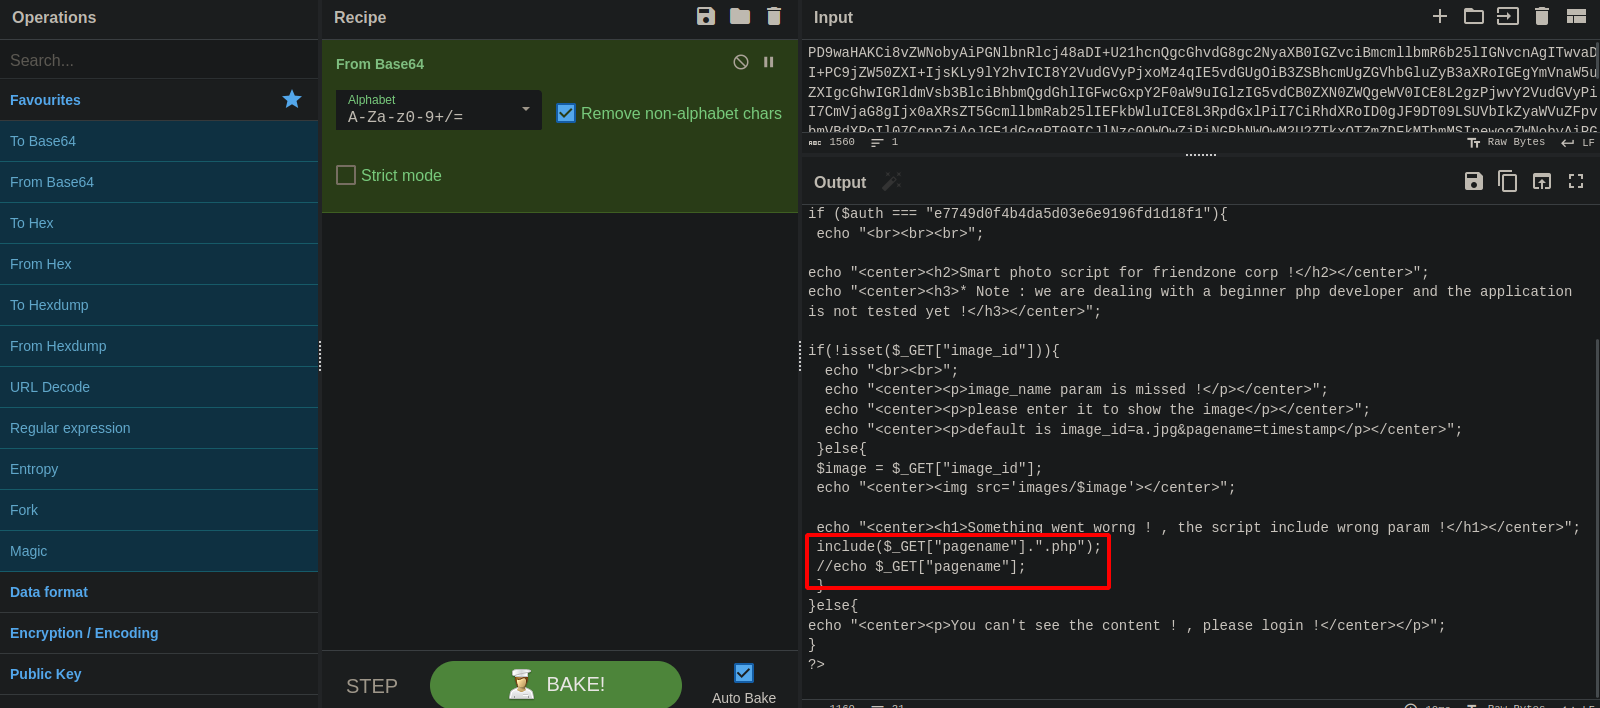 Operations
Search...
Favourites
To Base64
From Base64
To Hex
From Hex
To Hexdump
From Hexdump
URL Decode
Regular expression
Entropy
Fork
Magic
Data format
Encryption / Encoding
Public Key
Recipe
From Base64
Alphabet
A-Za-z0-9+/=
Remove non-alphabet chars
Strict mode
STEP
BAKE!
Auto Bake
Input
PD9waHAKCi8vZWNobyAiPGNlbnRlcj48aDI+U21hcnQgcGhvdG8gc2NyaXB0IGZvciBmcmllbmR6b25lIGNvcnAgITwvaD
I+PC9jZW50ZXI+IjsKLy9lY2hvICI8Y2VudGVyPjxoMz4qIE5vdGUgOiB3ZSBhcmUgZGVhbGluZyB3aXRoIGEgYmVnaW5u
ZXIgcGhwIGRldmVsb3BlciBhbmQgdGhlIGFwcGxpY2F0aW9uIGlzIG5vdCB0ZXN0ZWQgeWV0ICE8L2gzPjwvY2VudGVyPi
I7CmVjaG8gIjx0aXRsZT5GcmllbmRab25lIEFkbWluICE8L3RpdGxlPiI7CiRhdXRoID0gJF9DT09LSUVbIkZyaWVuZFpv
ABC 1560 1 Raw Bytes LF
Output
if ($auth === "e7749d0f4b4da5d03e6e9196fd1d18f1"){
echo "<br><br><br>";
echo "<center><h2>Smart photo script for friendzone corp !</h2></center>";
echo "<center><h3>* Note : we are dealing with a beginner php developer and the application
is not tested yet !</h3></center>";
if(!isset($_GET["image_id"])){
echo "<br><br>";
echo "<center><p>image_name param is missed !</p></center>";
echo "<center><p>please enter it to show the image</p></center>";
echo "<center><p>default is image_id=a.jpg&pagename=timestamp</p></center>";
}else{
$image = $_GET["image_id"];
echo "<center><img src='images/$image'></center>";
echo "<center><h1>Something went worng ! , the script include wrong param !</h1></center>";
include($_GET["pagename"].".php");
//echo $_GET["pagename"];
}
}else{
echo "<center><p>You can't see the content ! , please login !</center></p>";
}
?>